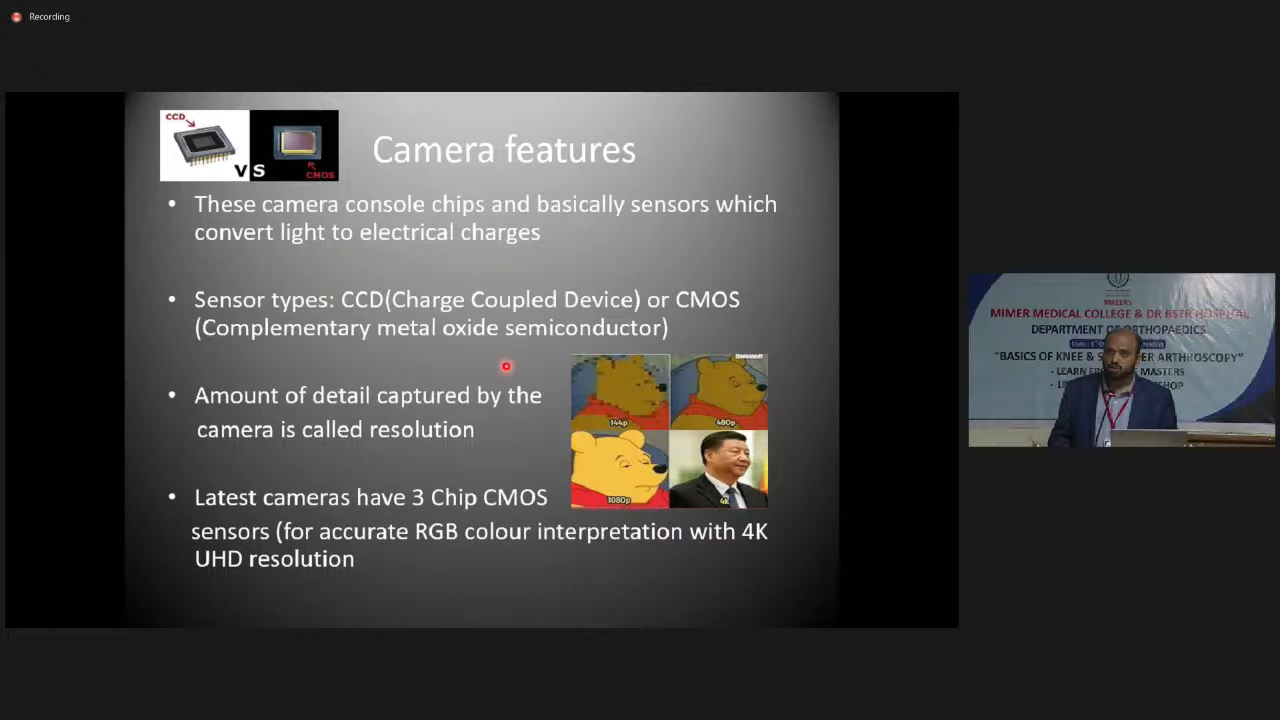 Recording
CCD
VS
CMOS
Camera features
• These camera console chips and basically sensors which
convert light to electrical charges
• Sensor types: CCD(Charge Coupled Device) or CMOS
(Complementary metal oxide semiconductor)
• Amount of detail captured by the
camera is called resolution
144p
480p
1080p
4k
• Latest cameras have 3 Chip CMOS
sensors (for accurate RGB colour interpretation with 4K
UHD resolution
MAEER's
MIMER MEDICAL COLLEGE & DR BSTR HOSPITAL
DEPARTMENT OF ORTHOPAEDICS
Date :
"BASICS OF KNEE & ARTHROSCOPY"
- LEARN MASTERS